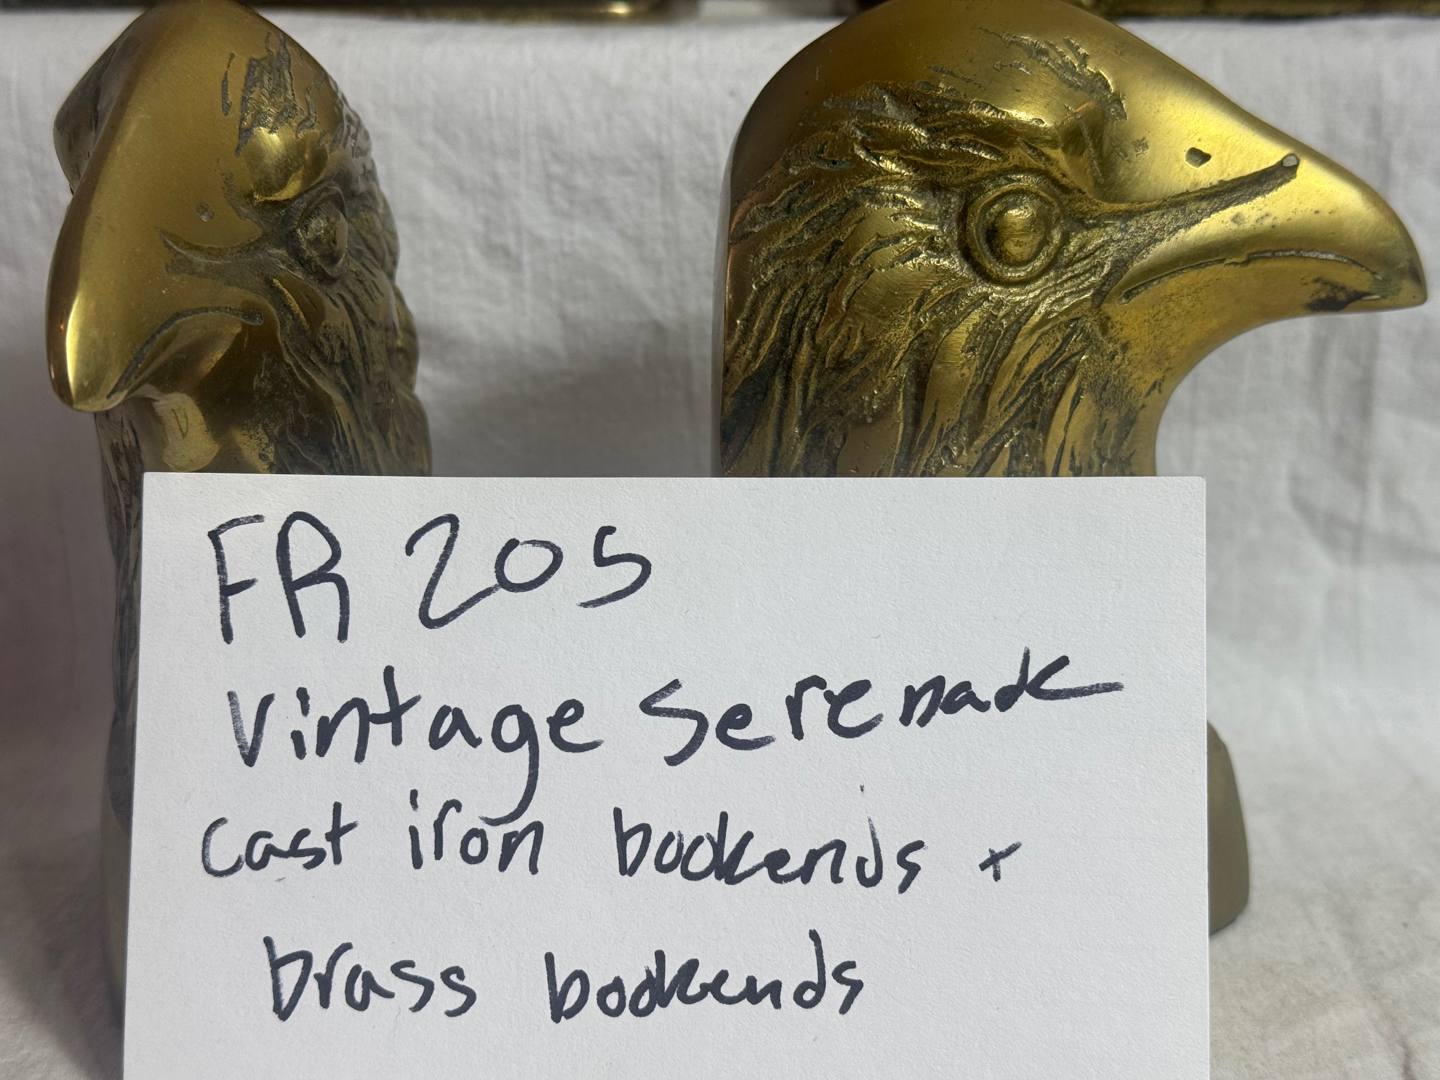 FR 205
Vintage Serenade
cast iron bookends +
brass bookends